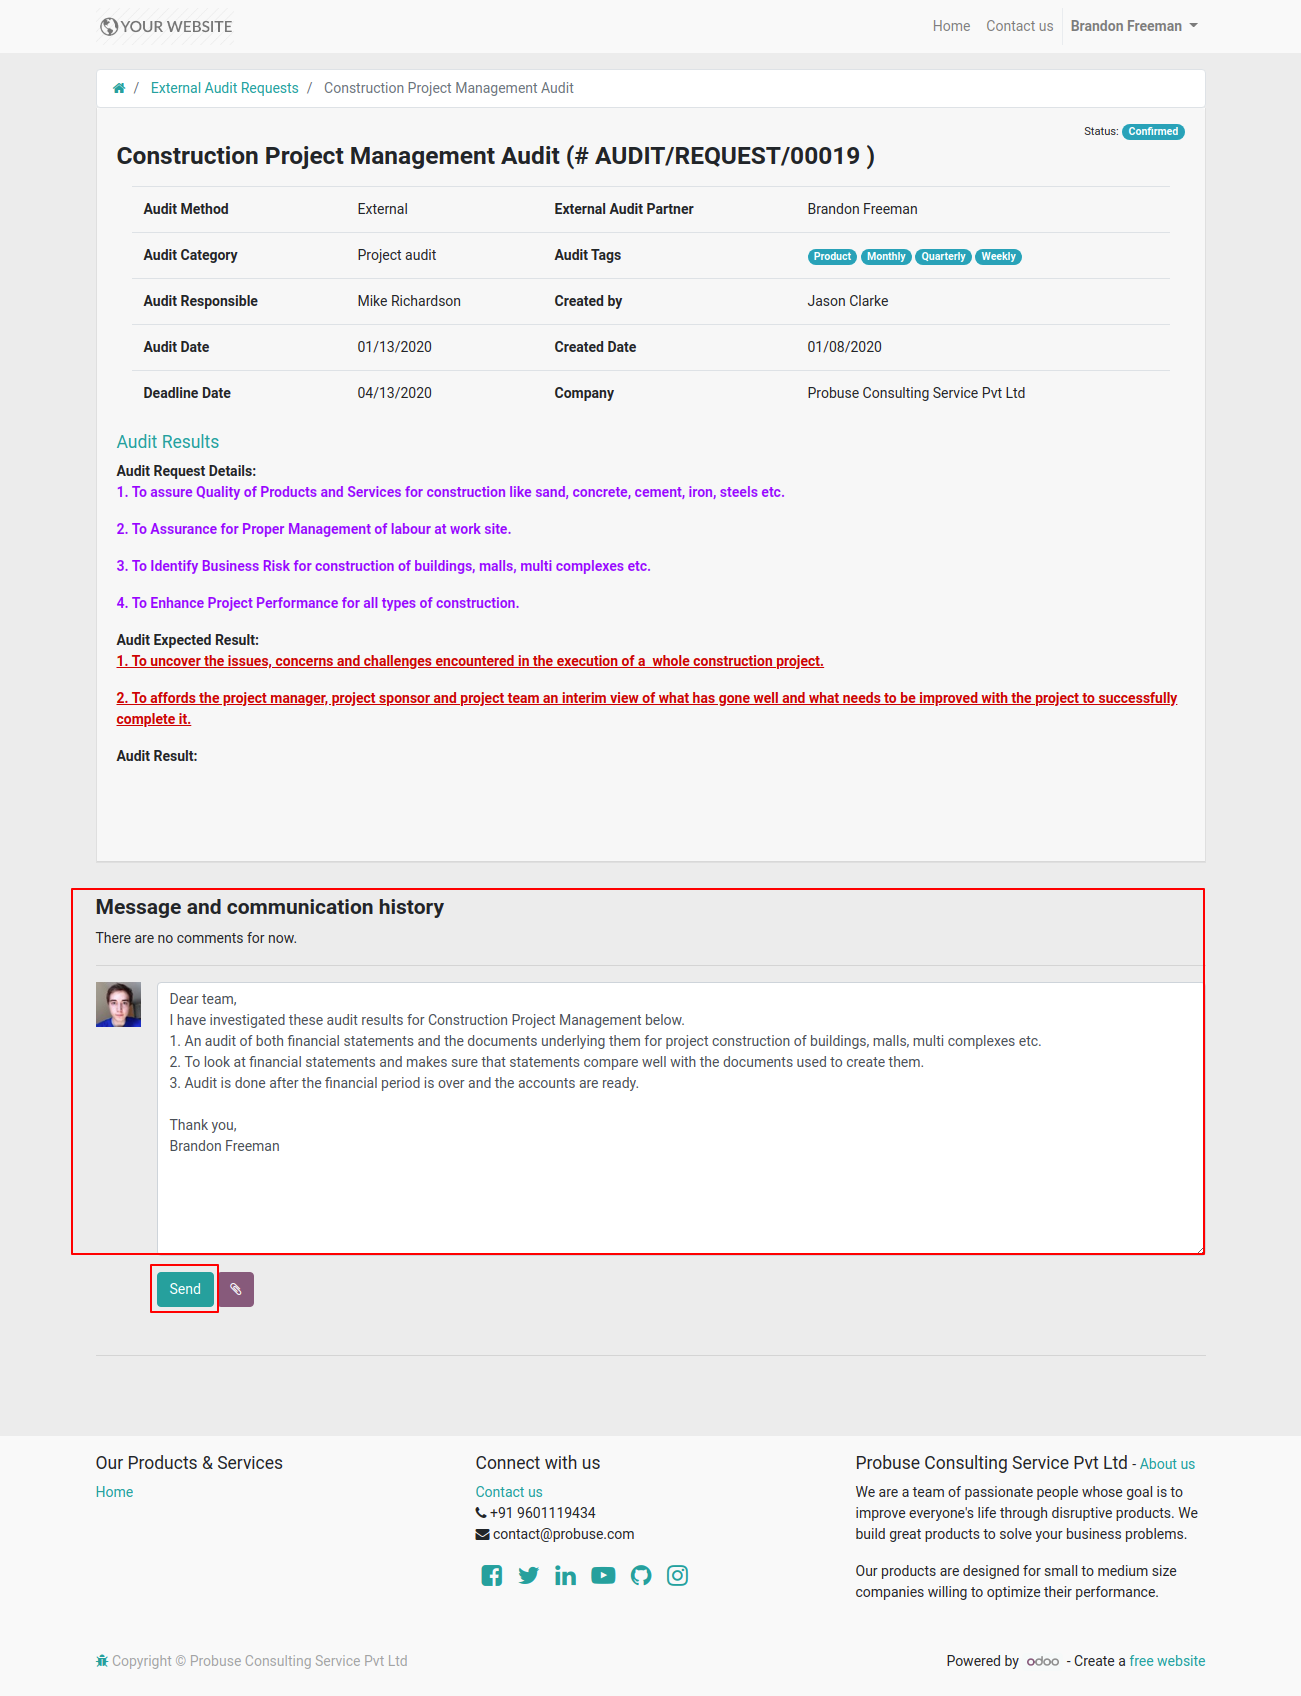 YOUR WEBSITE
Home Contact us Brandon Freeman
/ External Audit Requests / Construction Project Management Audit
Status: Confirmed
Construction Project Management Audit (# AUDIT/REQUEST/00019 )
Audit Method External External Audit Partner Brandon Freeman
Audit Category Project audit Audit Tags Product Monthly Quarterly Weekly
Audit Responsible Mike Richardson Created by Jason Clarke
Audit Date 01/13/2020 Created Date 01/08/2020
Deadline Date 04/13/2020 Company Probuse Consulting Service Pvt Ltd
Audit Results
Audit Request Details:
1. To assure Quality of Products and Services for construction like sand, concrete, cement, iron, steels etc.
2. To Assurance for Proper Management of labour at work site.
3. To Identify Business Risk for construction of buildings, malls, multi complexes etc.
4. To Enhance Project Performance for all types of construction.
Audit Expected Result:
1. To uncover the issues, concerns and challenges encountered in the execution of a  whole construction project.
2. To affords the project manager, project sponsor and project team an interim view of what has gone well and what needs to be improved with the project to successfully
complete it.
Audit Result:
Message and communication history
There are no comments for now.
Dear team,
I have investigated these audit results for Construction Project Management below.
1. An audit of both financial statements and the documents underlying them for project construction of buildings, malls, multi complexes etc.
2. To look at financial statements and makes sure that statements compare well with the documents used to create them.
3. Audit is done after the financial period is over and the accounts are ready.
Thank you,
Brandon Freeman
Send
Our Products & Services
Home
Connect with us
Contact us
+91 9601119434
contact@probuse.com
Probuse Consulting Service Pvt Ltd - About us
We are a team of passionate people whose goal is to
improve everyone's life through disruptive products. We
build great products to solve your business problems.
Our products are designed for small to medium size
companies willing to optimize their performance.
Copyright © Probuse Consulting Service Pvt Ltd
Powered by odoo - Create a free website